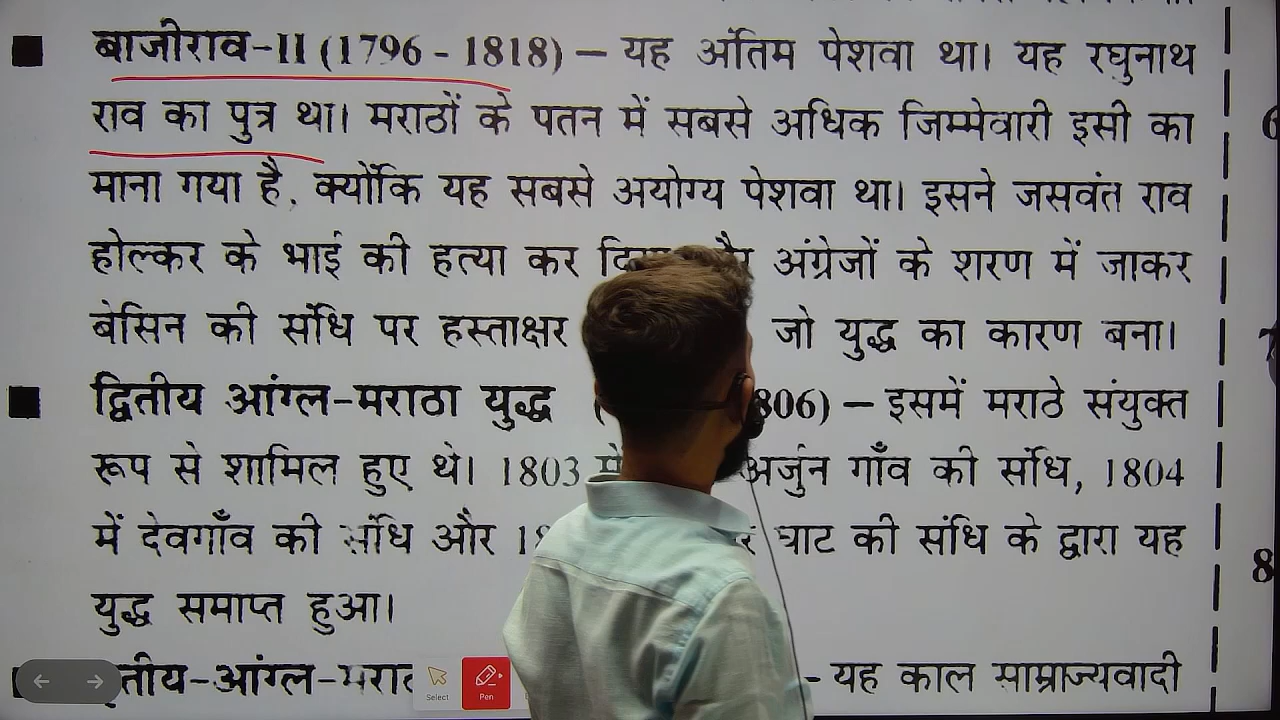 बाजीराव-II (1796 - 1818) – यह अंतिम पेशवा था। यह रघुनाथ
राव का पुत्र था। मराठों के पतन में सबसे अधिक जिम्मेवारी इसी का
माना गया है, क्योंकि यह सबसे अयोग्य पेशवा था। इसने जसवंत राव
होल्कर के भाई की हत्या कर अंग्रेजों के शरण में जाकर
बेसिन की संधि पर हस्ताक्षर जो युद्ध का कारण बना।
द्वितीय आंग्ल-मराठा युद्ध 806) – इसमें मराठे संयुक्त
रूप से शामिल हुए थे। 1803 में अर्जुन गाँव की संधि, 1804
में देवगाँव की संधि और घाट की संधि के द्वारा यह
युद्ध समाप्त हुआ।
-आंग्ल- - यह काल साम्राज्यवादी
Select Pen
8